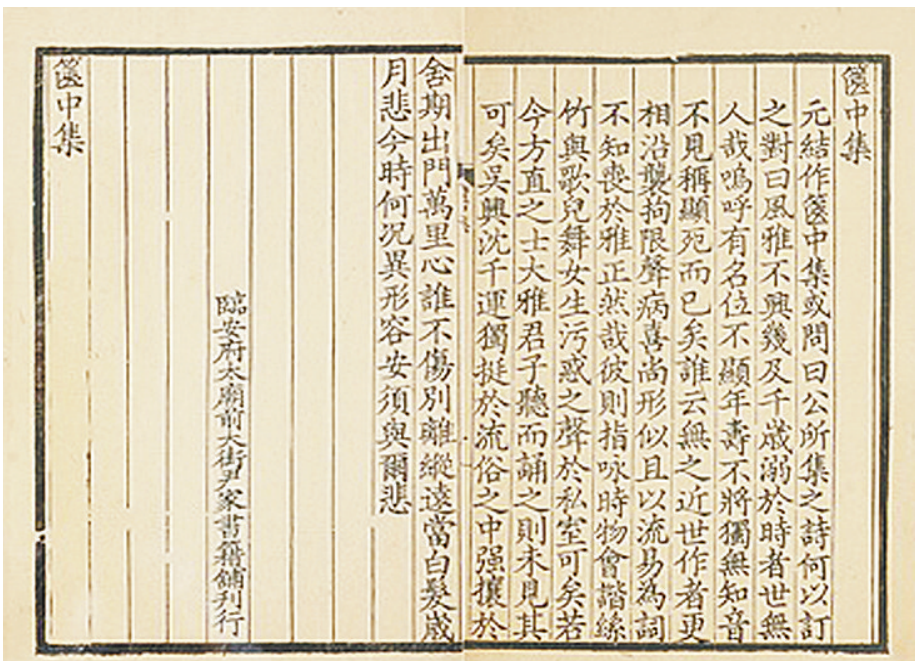 篋中集
元結作篋中集或問曰公所集之詩何以訂
之對曰風雅不興幾及千歲溺於時者世無
人哉嗚呼有名位不顯年壽不將獨無知音
不見稱顯死而已矣誰云無之近世作者更
相沿襲拘限聲病喜尚形似且以流易為詞
不知喪於雅正然哉彼則指咏時物會諧絲
竹與歌兒舞女生污惑之聲於私室可矣若
今方直之士大雅君子聽而誦之則未見其
可矣吳興沈千運獨挺於流俗之中强攘於
舍期出門萬里心誰不傷別離縱遠當白髮歲
月悲今時何況異形容安須與爾悲
臨安府太廟前大街尹家書籍鋪刊行
篋中集